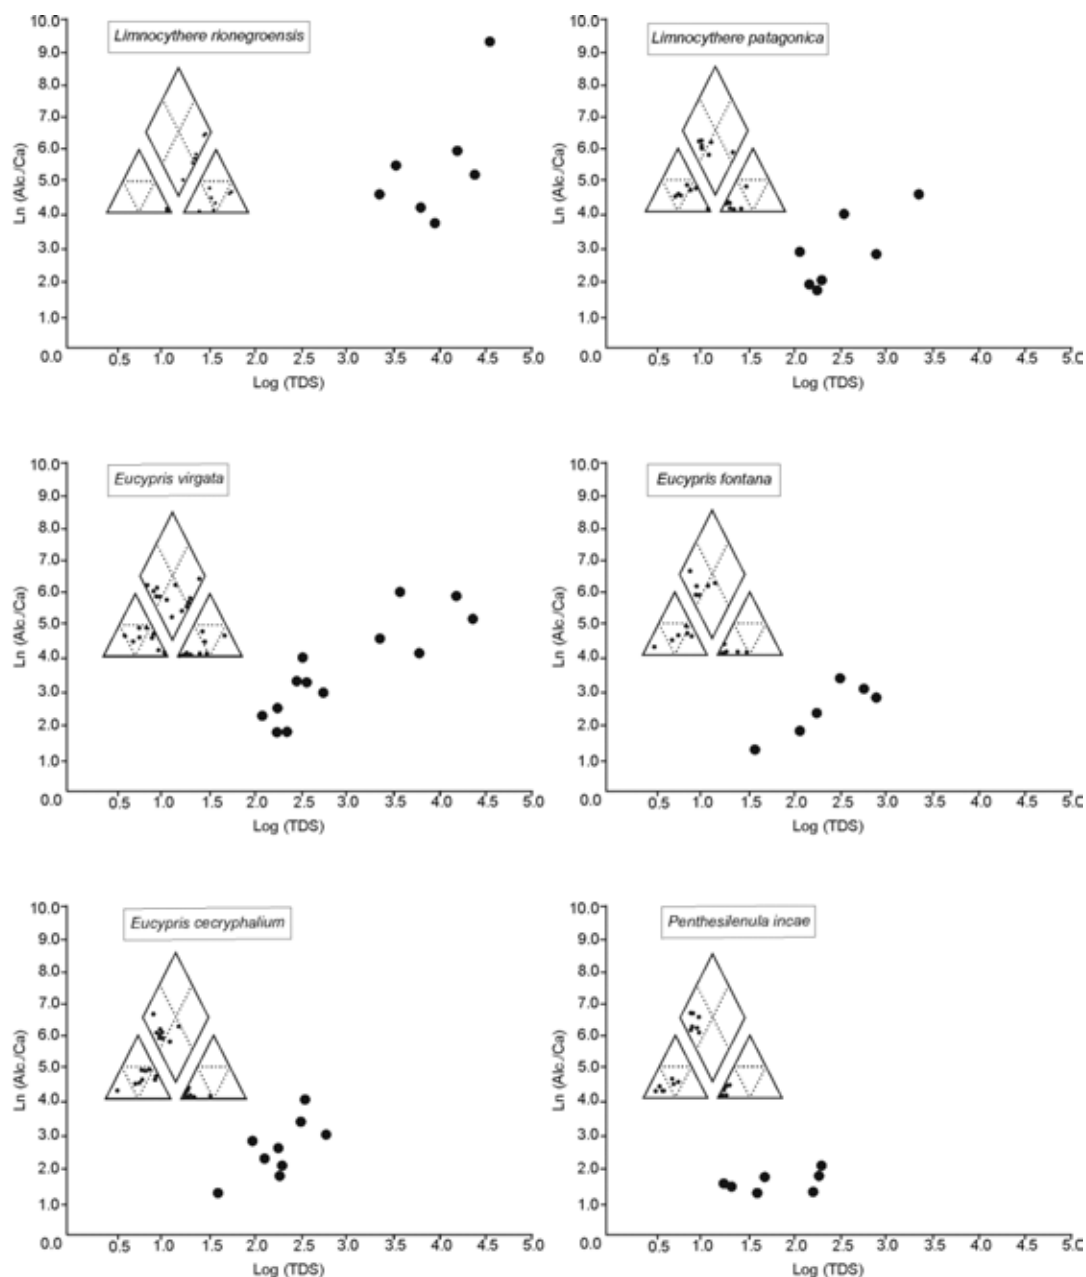 Limnocythere rionegroensis
10.0
9.0
8.0
7.0
6.0
5.0
4.0
3.0
2.0
1.0
0.0
Ln (Alc./Ca)
0.5 1.0 1.5 2.0 2.5 3.0 3.5 4.0 4.5 5.0
Log (TDS)
Limnocythere patagonica
10.0
9.0
8.0
7.0
6.0
5.0
4.0
3.0
2.0
1.0
0.0
Ln (Alc./Ca)
0.5 1.0 1.5 2.0 2.5 3.0 3.5 4.0 4.5 5.0
Log (TDS)
Eucypris virgata
10.0
9.0
8.0
7.0
6.0
5.0
4.0
3.0
2.0
1.0
0.0
Ln (Alc./Ca)
0.5 1.0 1.5 2.0 2.5 3.0 3.5 4.0 4.5 5.0
Log (TDS)
Eucypris fontana
10.0
9.0
8.0
7.0
6.0
5.0
4.0
3.0
2.0
1.0
0.0
Ln (Alc./Ca)
0.5 1.0 1.5 2.0 2.5 3.0 3.5 4.0 4.5 5.0
Log (TDS)
Eucypris cecryphalium
10.0
9.0
8.0
7.0
6.0
5.0
4.0
3.0
2.0
1.0
0.0
Ln (Alc./Ca)
0.5 1.0 1.5 2.0 2.5 3.0 3.5 4.0 4.5 5.0
Log (TDS)
Penthesilenula incae
10.0
9.0
8.0
7.0
6.0
5.0
4.0
3.0
2.0
1.0
0.0
Ln (Alc./Ca)
0.5 1.0 1.5 2.0 2.5 3.0 3.5 4.0 4.5 5.0
Log (TDS)